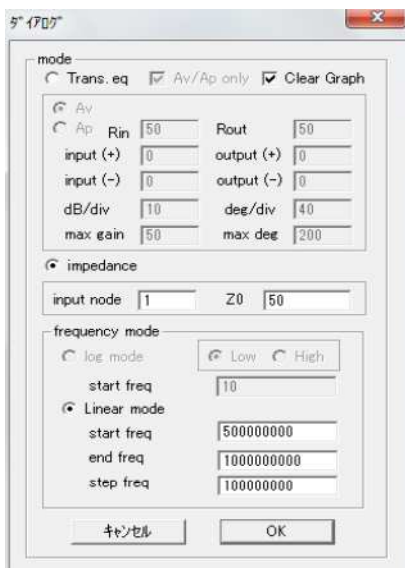 ﾀﾞｲｱﾛｸﾞ
mode
Trans. eq Av/Ap only Clear Graph
Av
Ap Rin 50 Rout 50
input (+) 0 output (+) 0
input (-) 0 output (-) 0
dB/div 10 deg/div 40
max gain 50 max deg 200
impedance
input node 1 Z0 50
frequency mode
log mode Low High
start freq 10
Linear mode
start freq 500000000
end freq 1000000000
step freq 100000000
ｷｬﾝｾﾙ OK